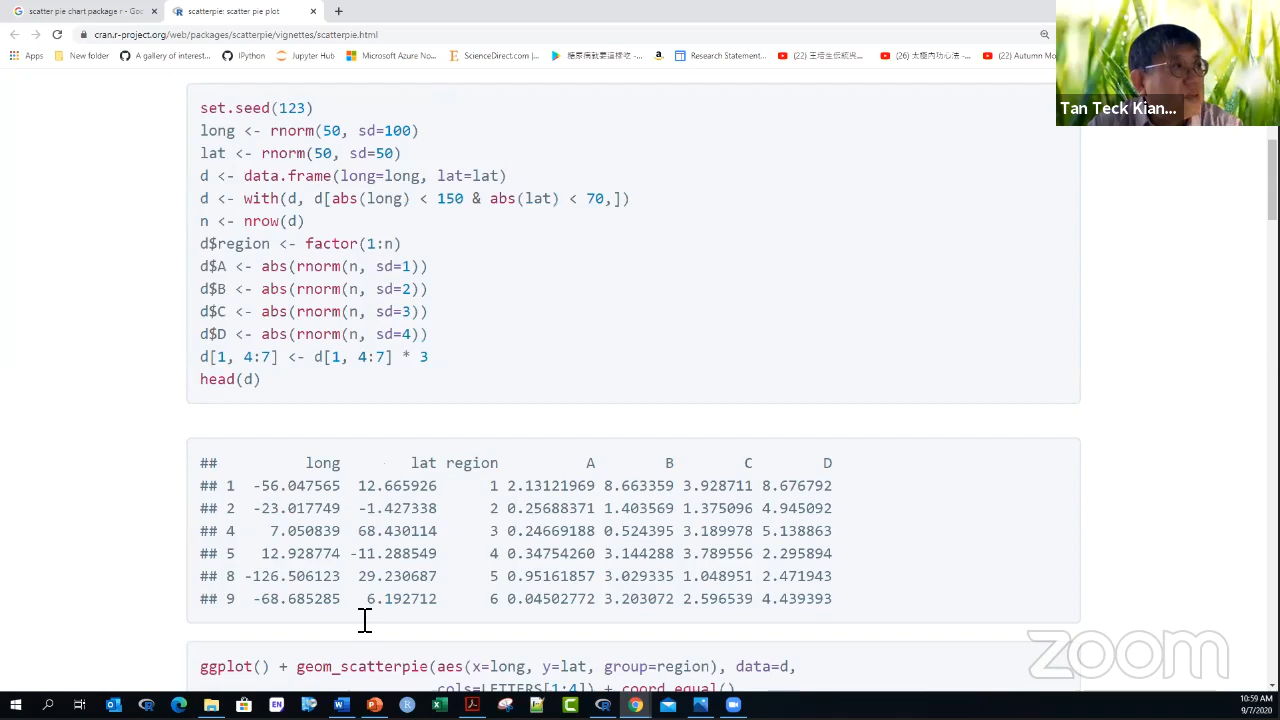 scatter pie chart package r - Goo
scatterpie: scatter pie plot
cran.r-project.org/web/packages/scatterpie/vignettes/scatterpie.html
Apps
New folder
A gallery of interest...
IPython
Jupyter Hub
Microsoft Azure Not...
ScienceDirect.com |...
Research Statement...
(26)
(22) Autumn Mo
Tan Teck Kian...
set.seed(123)
long <- rnorm(50, sd=100)
lat <- rnorm(50, sd=50)
d <- data.frame(long=long, lat=lat)
d <- with(d, d[abs(long) < 150 & abs(lat) < 70,])
n <- nrow(d)
d$region <- factor(1:n)
d$A <- abs(rnorm(n, sd=1))
d$B <- abs(rnorm(n, sd=2))
d$C <- abs(rnorm(n, sd=3))
d$D <- abs(rnorm(n, sd=4))
d[1, 4:7] <- d[1, 4:7] * 3
head(d)
## long lat region A B C D
## 1 -56.047565 12.665926 1 2.13121969 8.663359 3.928711 8.676792
## 2 -23.017749 -1.427338 2 0.25688371 1.403569 1.375096 4.945092
## 4 7.050839 68.430114 3 0.24669188 0.524395 3.189978 5.138863
## 5 12.928774 -11.288549 4 0.34754260 3.144288 3.789556 2.295894
## 8 -126.506123 29.230687 5 0.95161857 3.029335 1.048951 2.471943
## 9 -68.685285 6.192712 6 0.04502772 3.203072 2.596539 4.439393
ggplot() + geom_scatterpie(aes(x=long, y=lat, group=region), data=d,
cols=LETTERS[1:4]) + coord_equal()
zoom
10:59 AM
9/7/2020